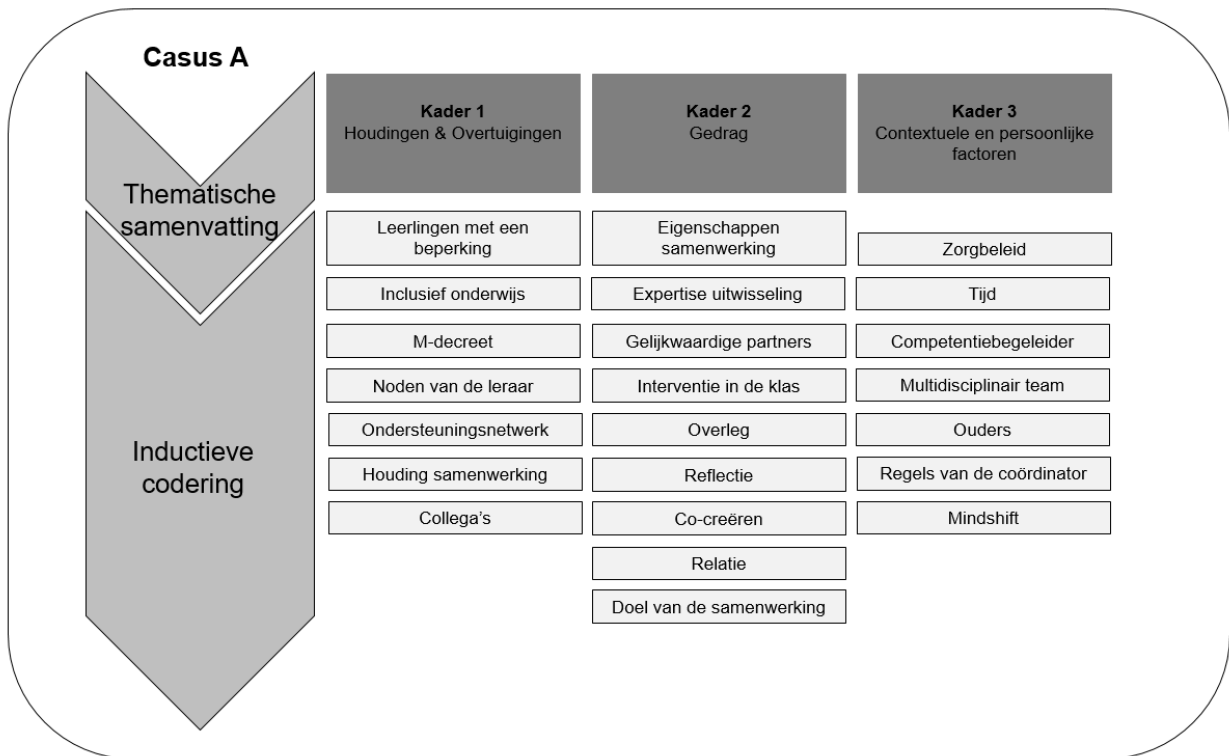 Casus A
Thematische
samenvatting
Inductieve
codering
Kader 1
Houdingen & Overtuigingen
Leerlingen met een
beperking
Inclusief onderwijs
M-decreet
Noden van de leraar
Ondersteuningsnetwerk
Houding samenwerking
Collega's
Kader 2
Gedrag
Eigenschappen
samenwerking
Expertise uitwisseling
Gelijkwaardige partners
Interventie in de klas
Overleg
Reflectie
Co-creëren
Relatie
Doel van de samenwerking
Kader 3
Contextuele en persoonlijke
factoren
Zorgbeleid
Tijd
Competentiebegeleider
Multidisciplinair team
Ouders
Regels van de coördinator
Mindshift